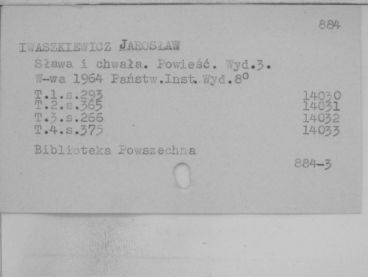 884
IWASZKIEWICZ JAROSŁAW
Sława i chwała. Powieść. Wyd.3.
W-wa 1964 Państw.Inst.Wyd.8°
T.1.s.293 14030
T.2.s.365 14031
T.3.s.266 14032
T.4.s.375 14033
Biblioteka Powszechna
884-3